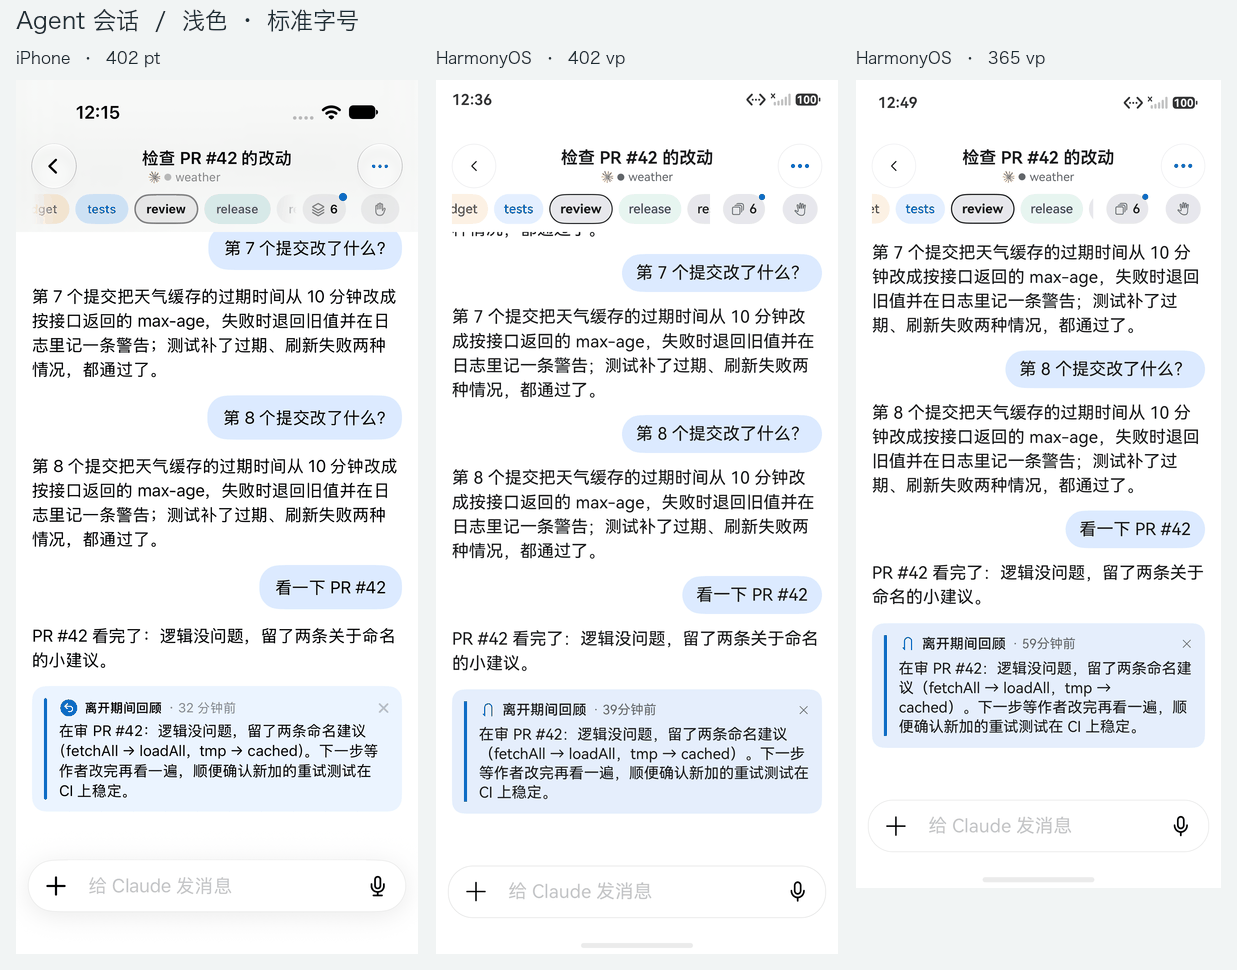 Agent 会话 / 浅色 · 标准字号
iPhone · 402 pt
12:15
检查 PR #42 的改动
weather
get
tests
review
release
6
第 7 个提交改了什么？
第 7 个提交把天气缓存的过期时间从 10 分钟改成
按接口返回的 max-age，失败时退回旧值并在日
志里记一条警告；测试补了过期、刷新失败两种
情况，都通过了。
第 8 个提交改了什么？
第 8 个提交把天气缓存的过期时间从 10 分钟改成
按接口返回的 max-age，失败时退回旧值并在日
志里记一条警告；测试补了过期、刷新失败两种
情况，都通过了。
看一下 PR #42
PR #42 看完了：逻辑没问题，留了两条关于命名
的小建议。
离开期间回顾 · 32 分钟前
在审 PR #42：逻辑没问题，留了两条命名建议
（fetchAll → loadAll，tmp → cached）。下一步等
作者改完再看一遍，顺便确认新加的重试测试在
CI 上稳定。
给 Claude 发消息
HarmonyOS · 402 vp
12:36
100
检查 PR #42 的改动
weather
dget
tests
review
release
re
6
种情况，都通过了。
第 7 个提交改了什么？
第 7 个提交把天气缓存的过期时间从 10 分钟改
成按接口返回的 max-age，失败时退回旧值并在
日志里记一条警告；测试补了过期、刷新失败两
种情况，都通过了。
第 8 个提交改了什么？
第 8 个提交把天气缓存的过期时间从 10 分钟改
成按接口返回的 max-age，失败时退回旧值并在
日志里记一条警告；测试补了过期、刷新失败两
种情况，都通过了。
看一下 PR #42
PR #42 看完了：逻辑没问题，留了两条关于命名
的小建议。
离开期间回顾 · 39分钟前
在审 PR #42：逻辑没问题，留了两条命名建议
（fetchAll → loadAll，tmp → cached）。下一步
等作者改完再看一遍，顺便确认新加的重试测试在
CI 上稳定。
给 Claude 发消息
HarmonyOS · 365 vp
12:49
100
检查 PR #42 的改动
weather
et
tests
review
release
6
第 7 个提交把天气缓存的过期时间从 10 分
钟改成按接口返回的 max-age，失败时退回
旧值并在日志里记一条警告；测试补了过
期、刷新失败两种情况，都通过了。
第 8 个提交改了什么？
第 8 个提交把天气缓存的过期时间从 10 分
钟改成按接口返回的 max-age，失败时退回
旧值并在日志里记一条警告；测试补了过
期、刷新失败两种情况，都通过了。
看一下 PR #42
PR #42 看完了：逻辑没问题，留了两条关于
命名的小建议。
离开期间回顾 · 59分钟前
在审 PR #42：逻辑没问题，留了两条命名建
议（fetchAll → loadAll，tmp →
cached）。下一步等作者改完再看一遍，顺
便确认新加的重试测试在 CI 上稳定。
给 Claude 发消息